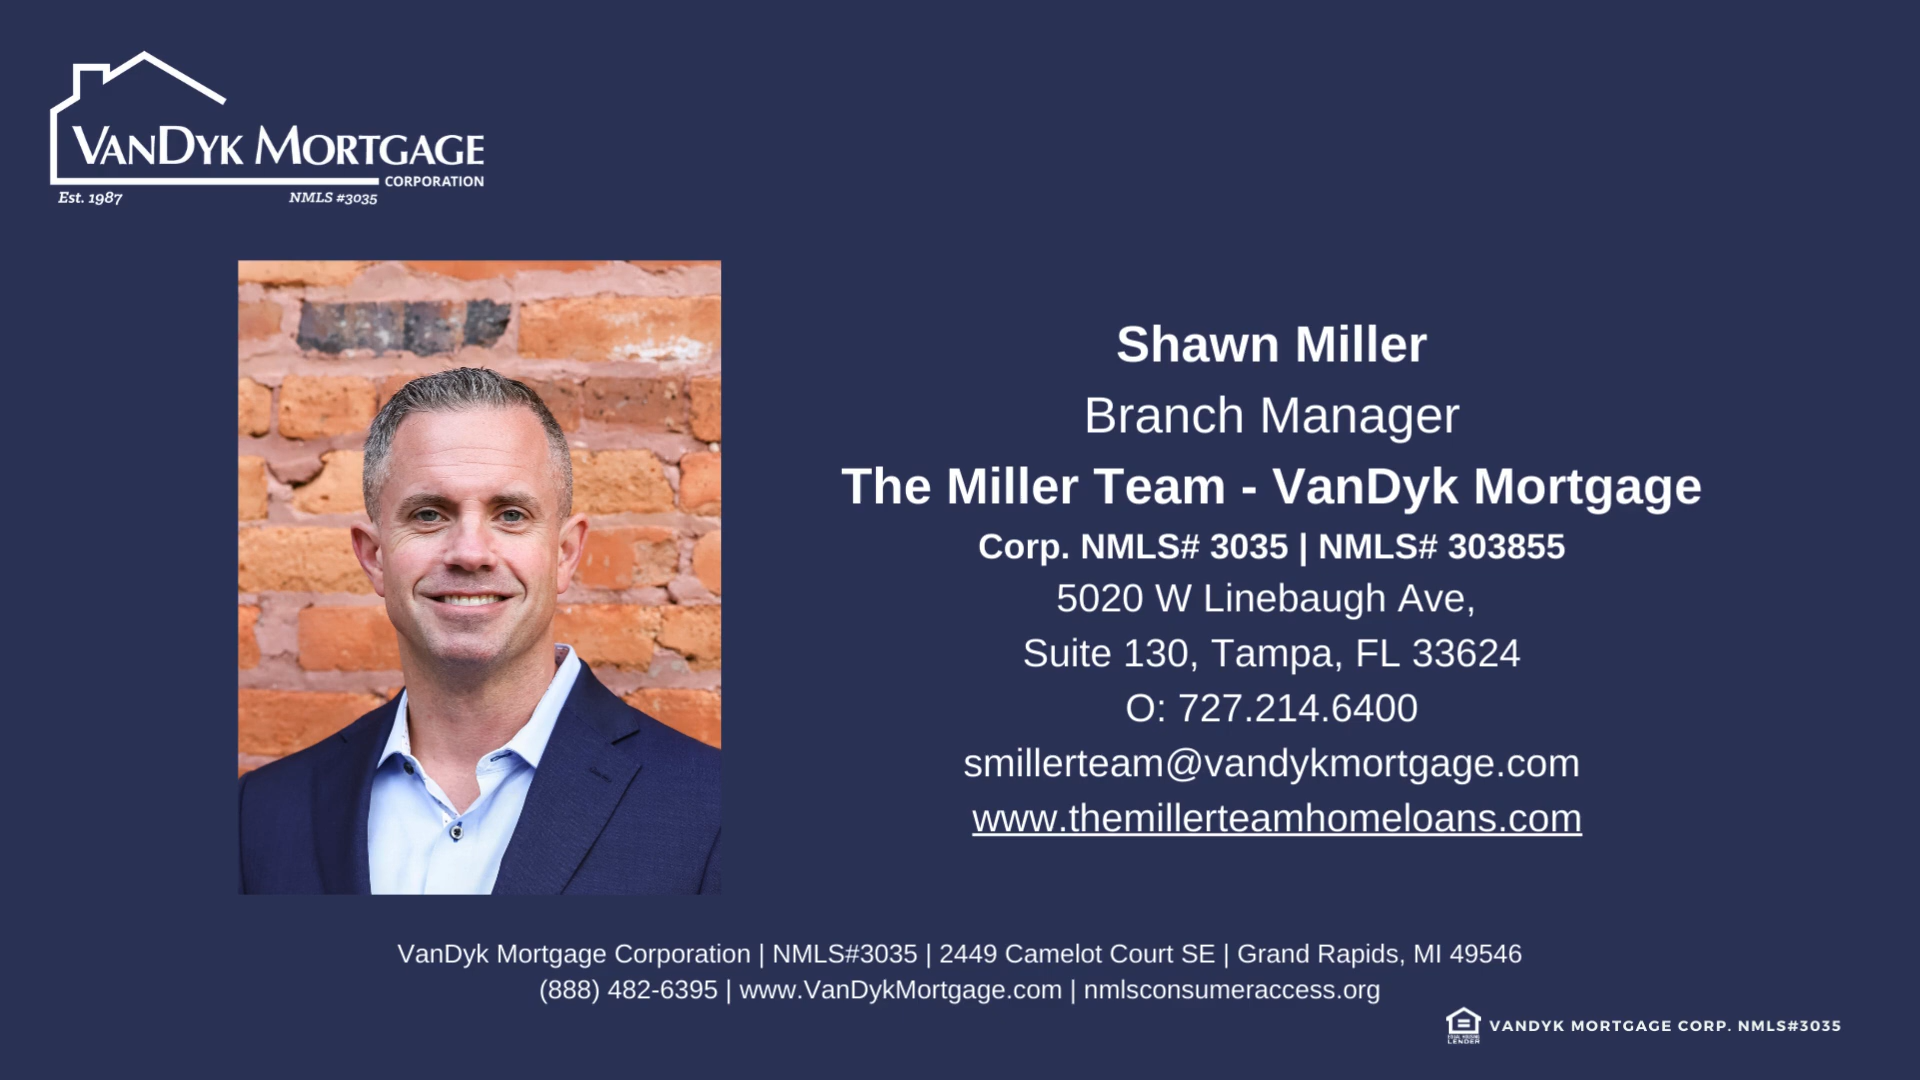 VANDYK MORTGAGE
CORPORATION
Est. 1987 NMLS #3035
Shawn Miller
Branch Manager
The Miller Team - VanDyk Mortgage
Corp. NMLS# 3035 | NMLS# 303855
5020 W Linebaugh Ave,
Suite 130, Tampa, FL 33624
O: 727.214.6400
smillerteam@vandykmortgage.com
www.themillerteamhomeloans.com
VanDyk Mortgage Corporation | NMLS#3035 | 2449 Camelot Court SE | Grand Rapids, MI 49546
(888) 482-6395 | www.VanDykMortgage.com | nmlsconsumeraccess.org
VANDYK MORTGAGE CORP. NMLS#3035
LENDER